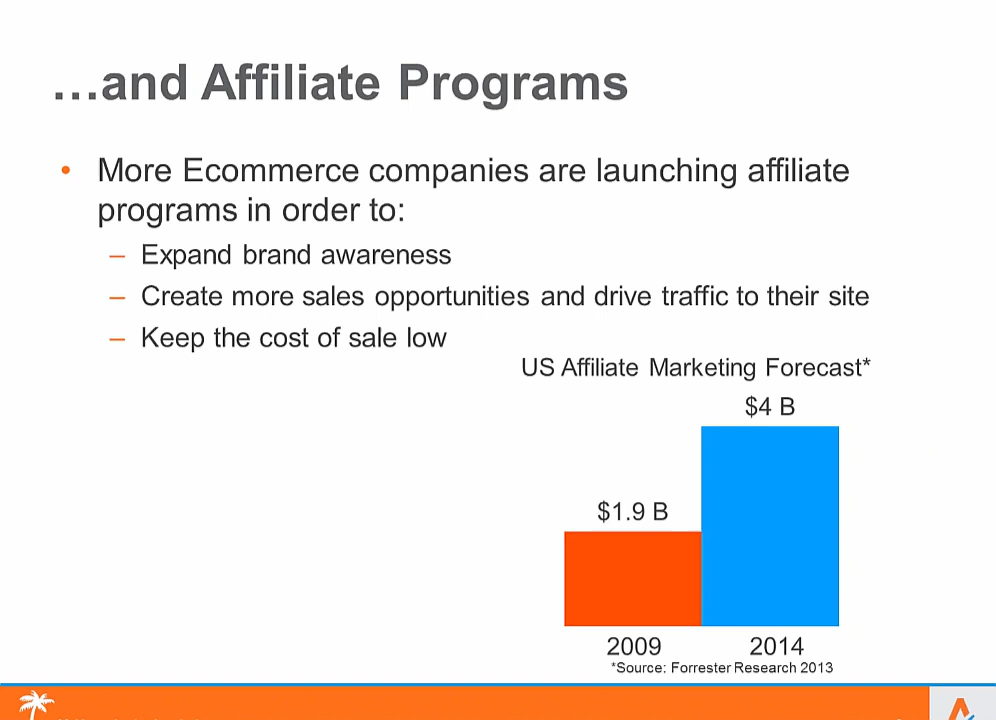 …and Affiliate Programs
• More Ecommerce companies are launching affiliate
programs in order to:
– Expand brand awareness
– Create more sales opportunities and drive traffic to their site
– Keep the cost of sale low
US Affiliate Marketing Forecast*
$4 B
$1.9 B
2009 2014
*Source: Forrester Research 2013